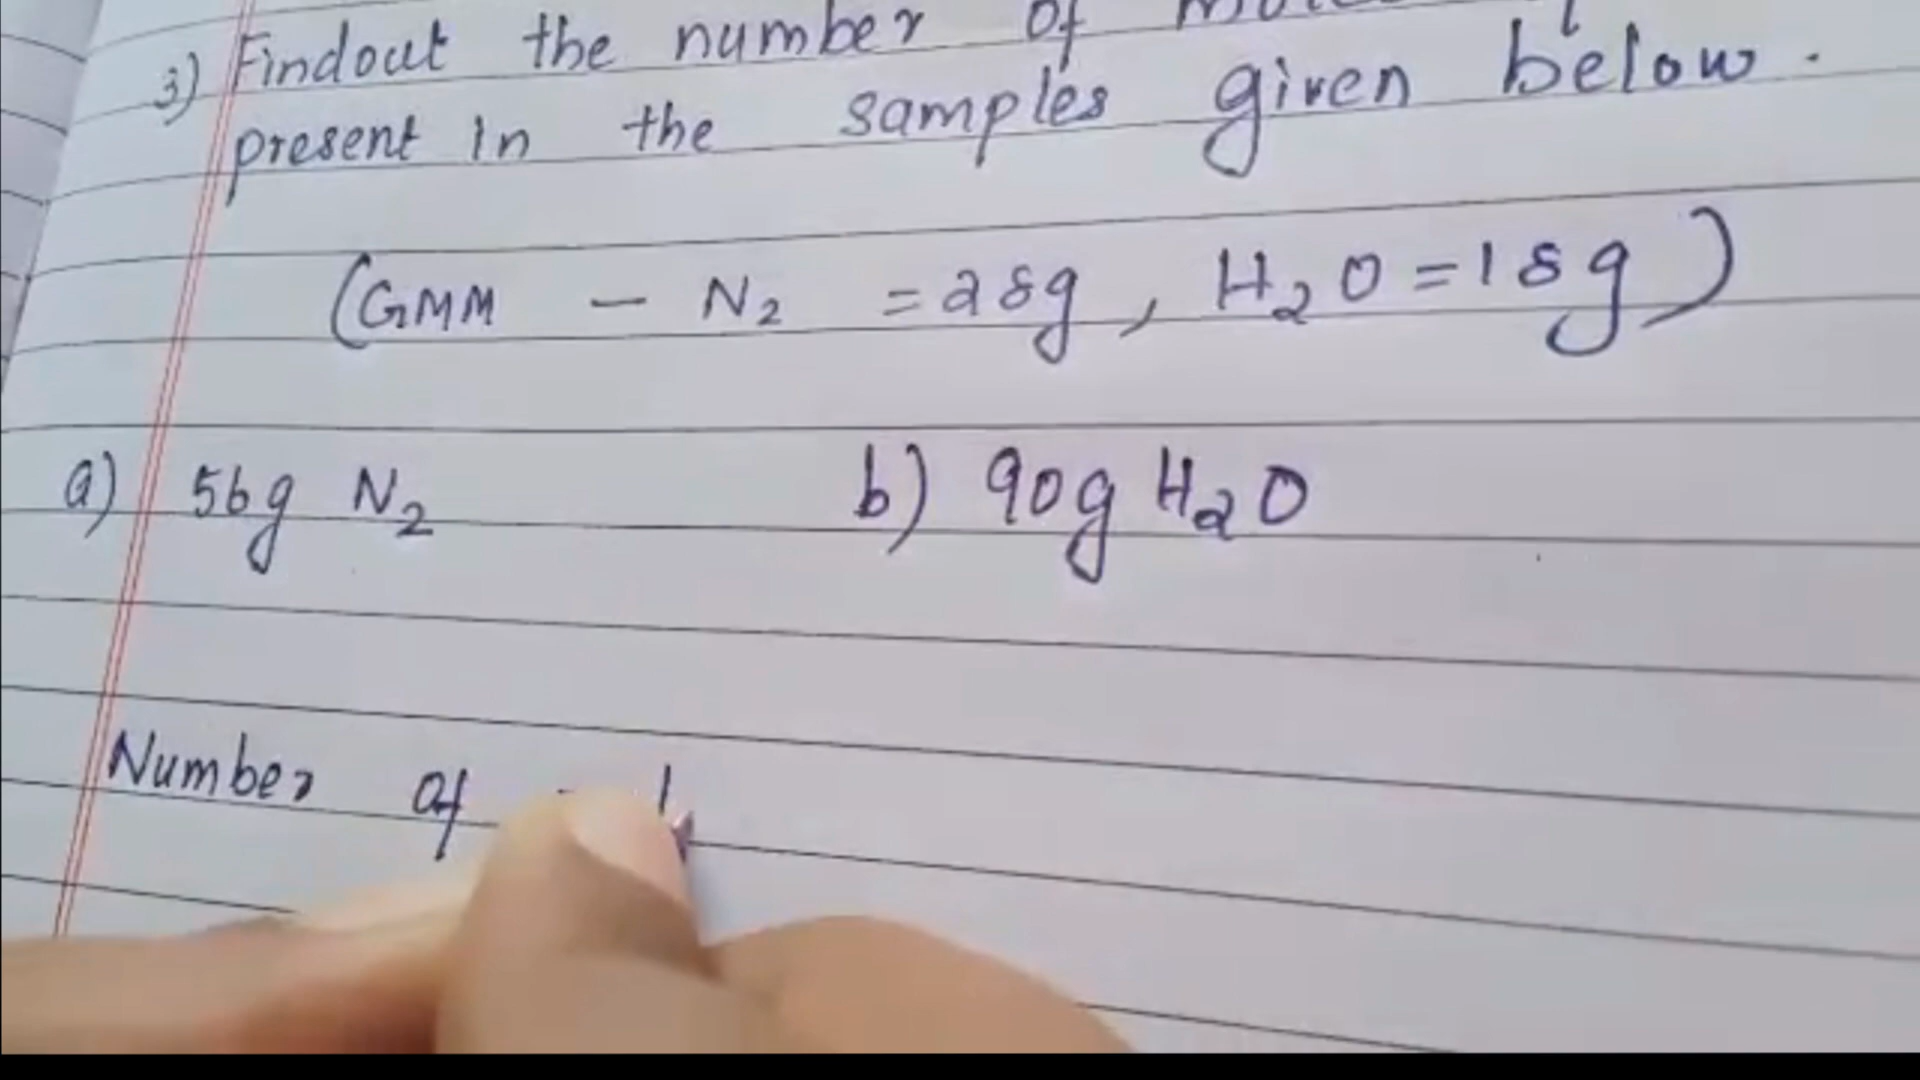 3) Findout the number of
present in the samples given below.
(GMM - N₂ = 28g, H₂O = 18g)
a) 56g N₂ b) 90g H₂O
Number of